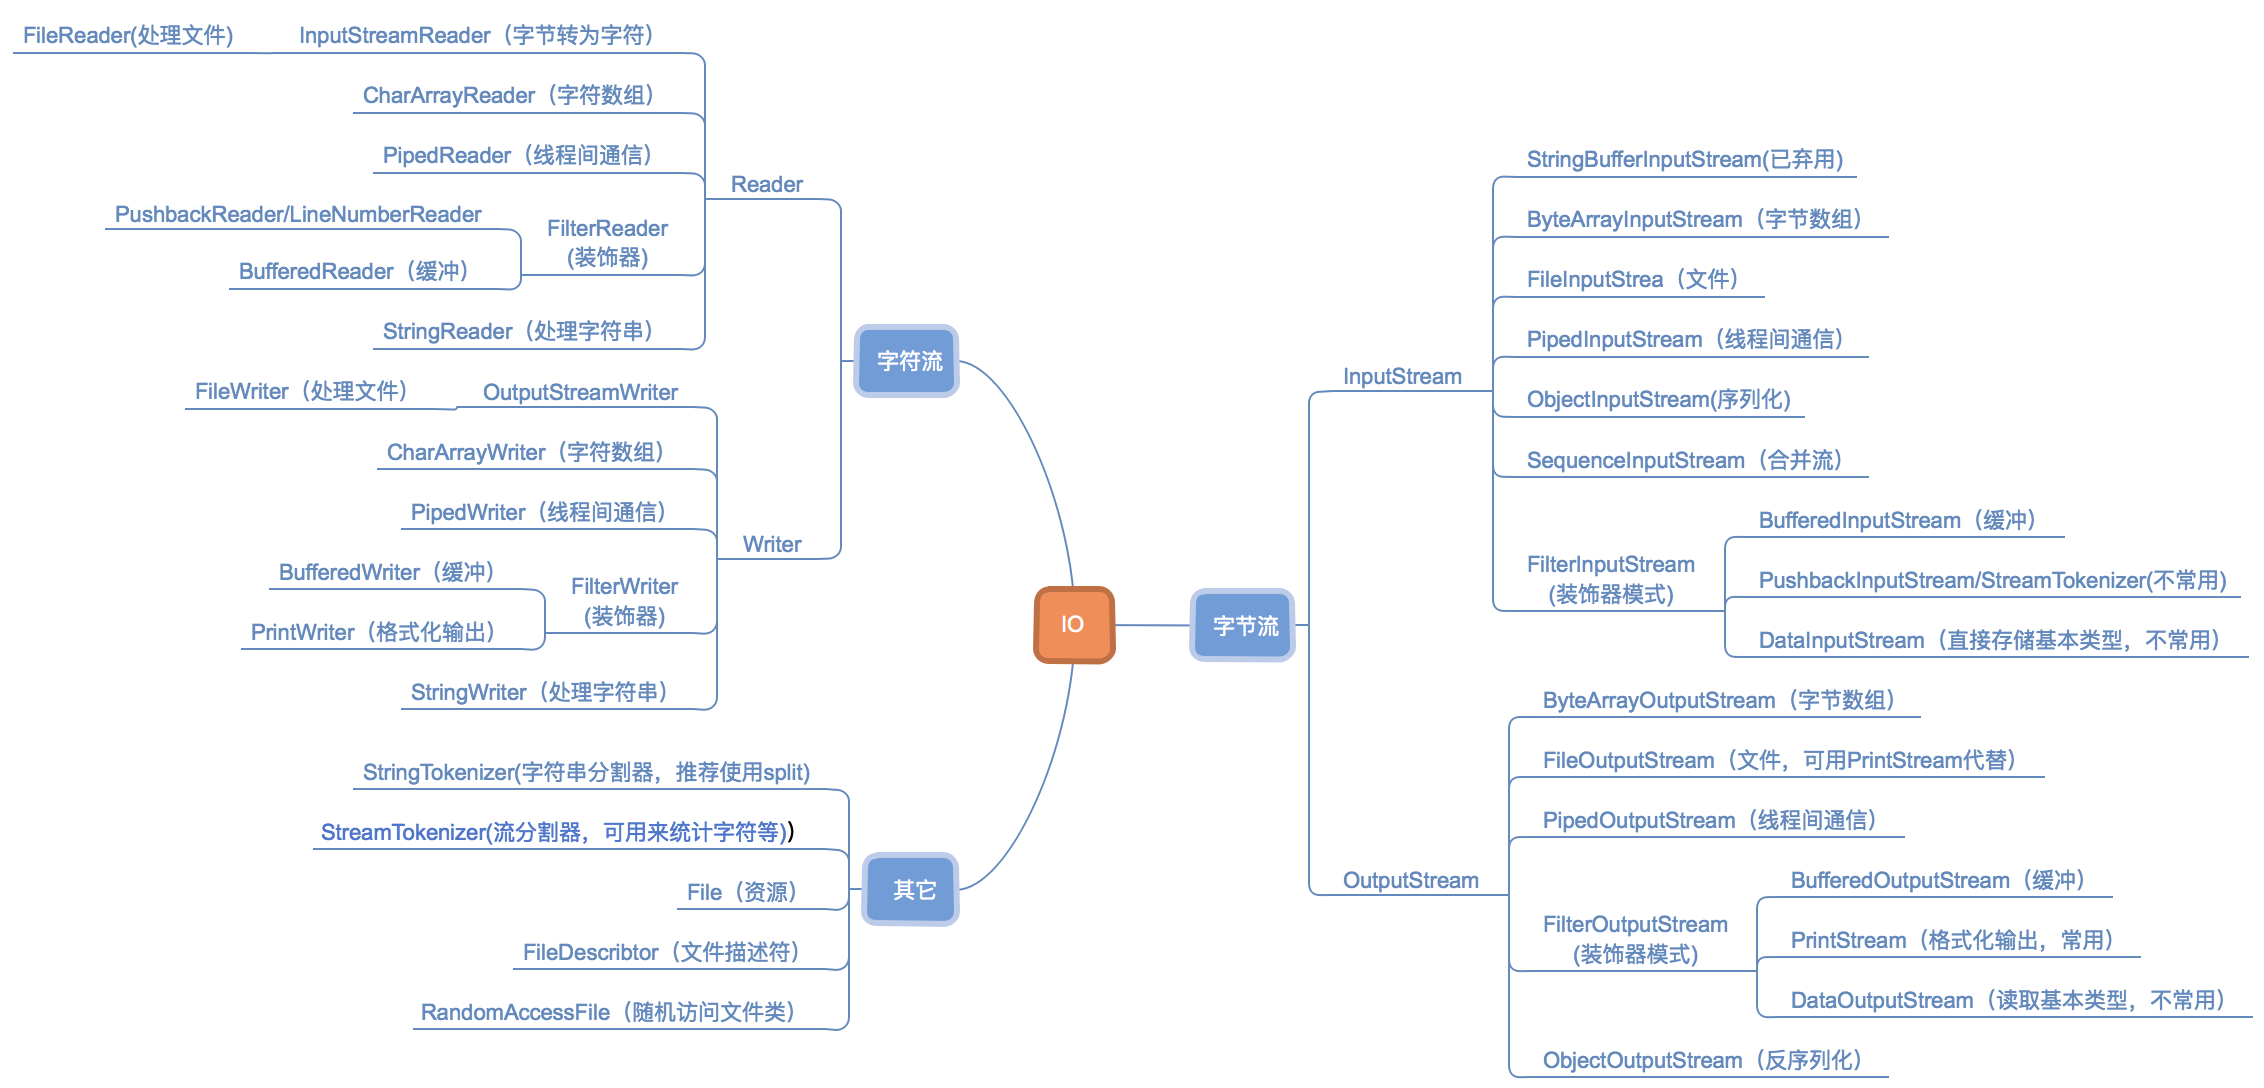 FileReader(处理文件)
InputStreamReader（字节转为字符）
CharArrayReader（字符数组）
PipedReader（线程间通信）
Reader
PushbackReader/LineNumberReader
FilterReader
(装饰器)
BufferedReader（缓冲）
StringReader（处理字符串）
字符流
FileWriter（处理文件）
OutputStreamWriter
CharArrayWriter（字符数组）
PipedWriter（线程间通信）
Writer
BufferedWriter（缓冲）
FilterWriter
(装饰器)
PrintWriter（格式化输出）
StringWriter（处理字符串）
IO
StringTokenizer(字符串分割器，推荐使用split)
StreamTokenizer(流分割器，可用来统计字符等))
File（资源）
其它
FileDescribtor（文件描述符）
RandomAccessFile（随机访问文件类）
字节流
StringBufferInputStream(已弃用)
ByteArrayInputStream（字节数组）
FileInputStrea（文件）
PipedInputStream（线程间通信）
InputStream
ObjectInputStream(序列化)
SequenceInputStream（合并流）
BufferedInputStream（缓冲）
FilterInputStream
(装饰器模式)
PushbackInputStream/StreamTokenizer(不常用)
DataInputStream（直接存储基本类型，不常用）
ByteArrayOutputStream（字节数组）
FileOutputStream（文件，可用PrintStream代替）
PipedOutputStream（线程间通信）
OutputStream
BufferedOutputStream（缓冲）
FilterOutputStream
(装饰器模式)
PrintStream（格式化输出，常用）
DataOutputStream（读取基本类型，不常用）
ObjectOutputStream（反序列化）